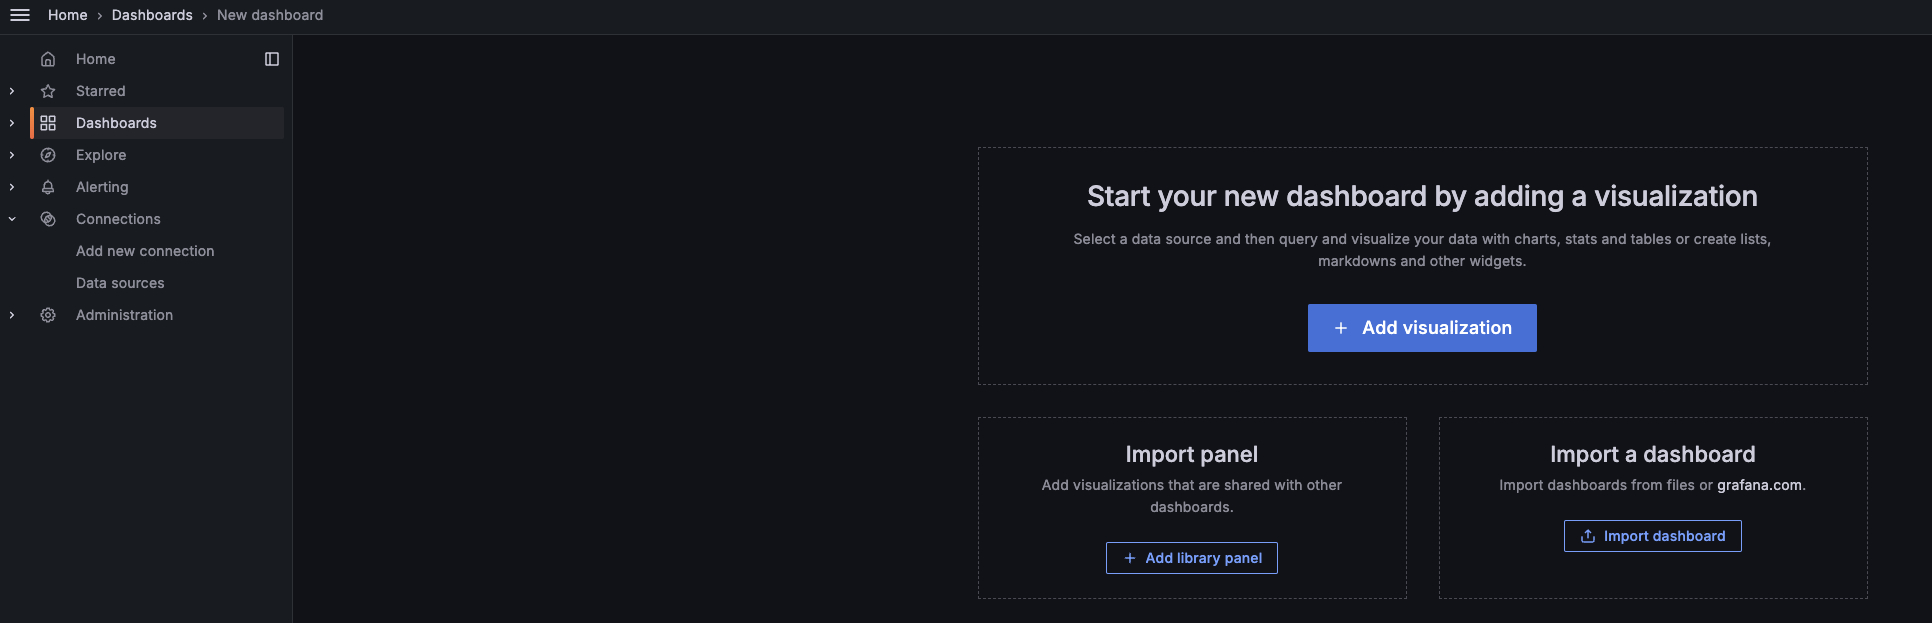 Home › Dashboards › New dashboard
Home
Starred
Dashboards
Explore
Alerting
Connections
Add new connection
Data sources
Administration
Start your new dashboard by adding a visualization
Select a data source and then query and visualize your data with charts, stats and tables or create lists,
markdowns and other widgets.
+ Add visualization
Import panel
Add visualizations that are shared with other
dashboards.
+ Add library panel
Import a dashboard
Import dashboards from files or grafana.com.
Import dashboard